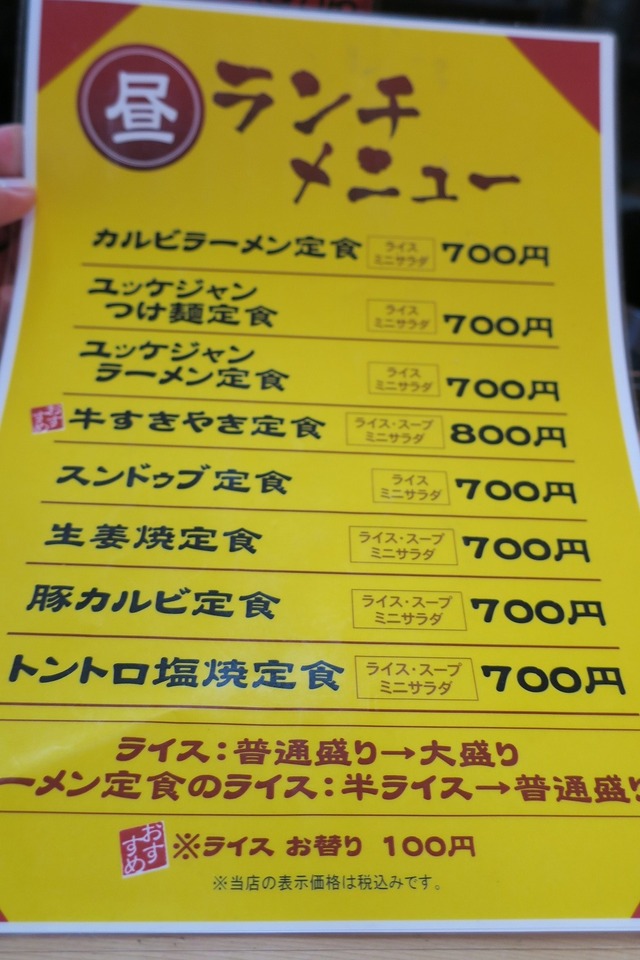 昼 ランチ
メニュー
カルビラーメン定食 ライス ミニサラダ 700円
ユッケジャン
つけ麺定食 ライス ミニサラダ 700円
ユッケジャン
ラーメン定食 ライス ミニサラダ 700円
おすすめ 牛すきやき定食 ライス・スープ ミニサラダ 800円
スンドゥブ定食 ライス ミニサラダ 700円
生姜焼定食 ライス・スープ ミニサラダ 700円
豚カルビ定食 ライス・スープ ミニサラダ 700円
トントロ塩焼定食 ライス・スープ ミニサラダ 700円
ライス：普通盛り→大盛り
ーメン定食のライス：半ライス→普通盛り
おすすめ ※ライス お替り 100円
※当店の表示価格は税込みです。